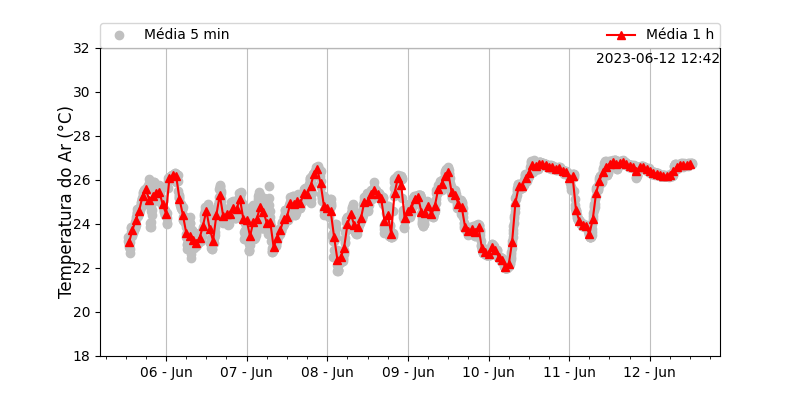 Média 5 min
Média 1 h
2023-06-12 12:42
Temperatura do Ar (°C)
32
30
28
26
24
22
20
18
06 - Jun
07 - Jun
08 - Jun
09 - Jun
10 - Jun
11 - Jun
12 - Jun